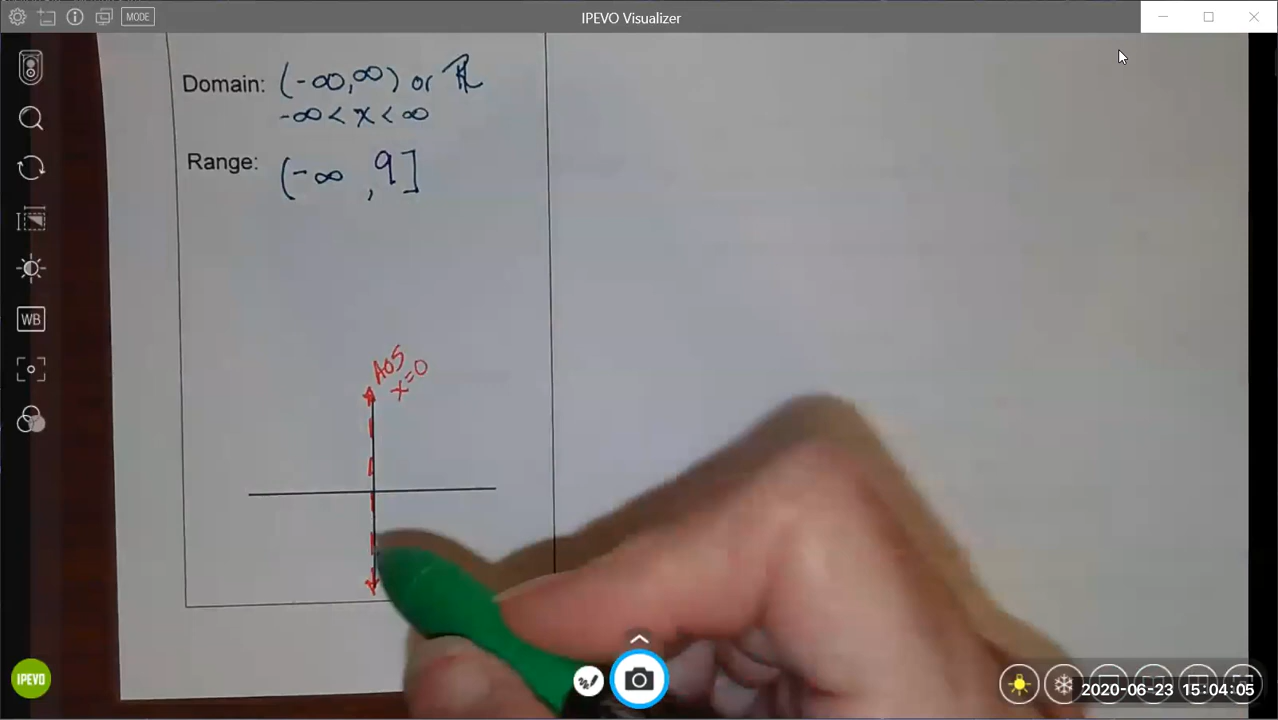 MODE
IPEVO Visualizer
Domain: (-∞,∞) or ℝ
-∞ < x < ∞
Range: (-∞, 9]
AOS
x=0
WB
IPEVO
2020-06-23 15:04:05